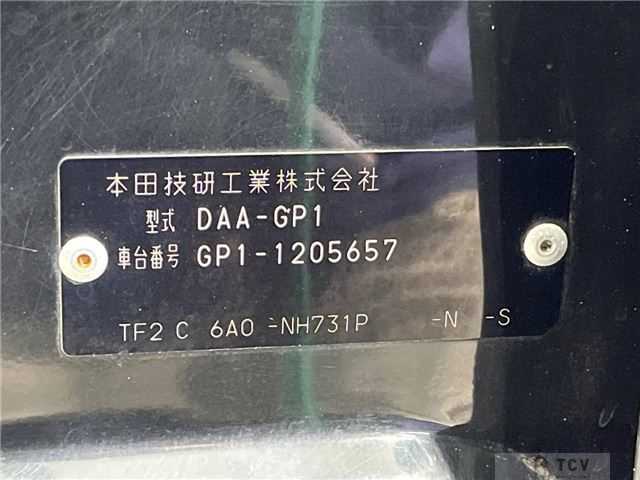 本田技研工業株式会社
型式 DAA-GP1
車台番号 GP1-1205657
TF2 C 6A0 -NH731P -N -S
TCV